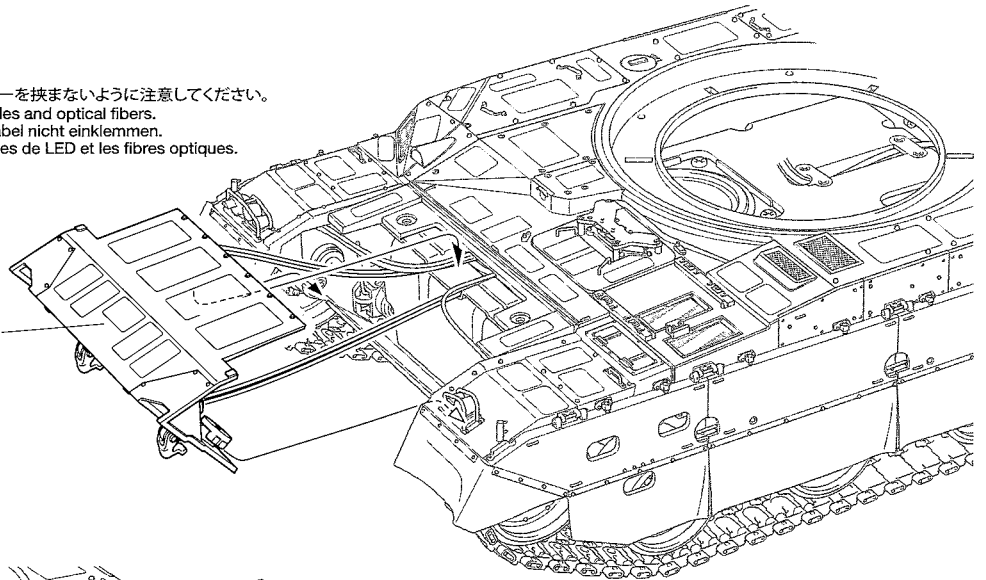 ーを挟まないように注意してください。
les and optical fibers.
abel nicht einklemmen.
es de LED et les fibres optiques.